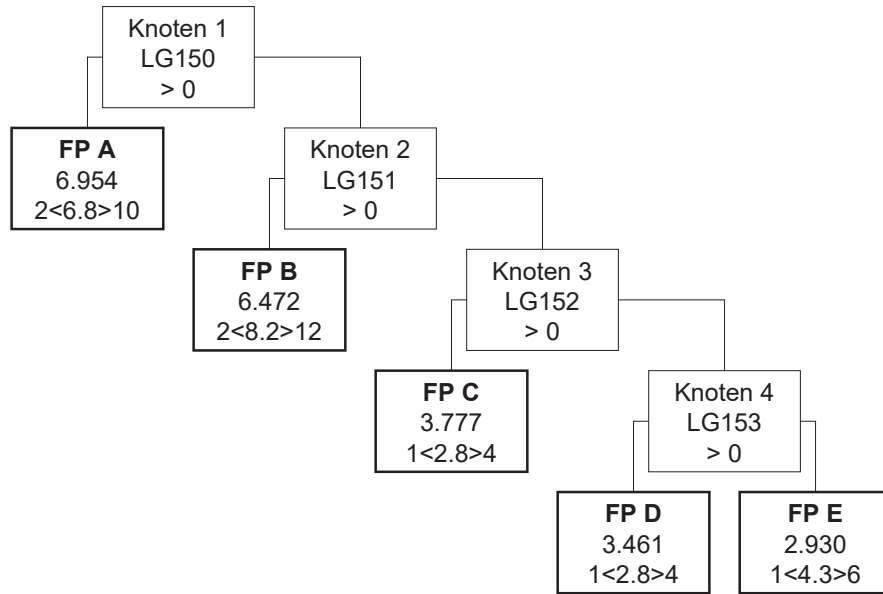 Knoten 1
LG150
> 0
FP A
6.954
2<6.8>10
Knoten 2
LG151
> 0
FP B
6.472
2<8.2>12
Knoten 3
LG152
> 0
FP C
3.777
1<2.8>4
Knoten 4
LG153
> 0
FP D
3.461
1<2.8>4
FP E
2.930
1<4.3>6